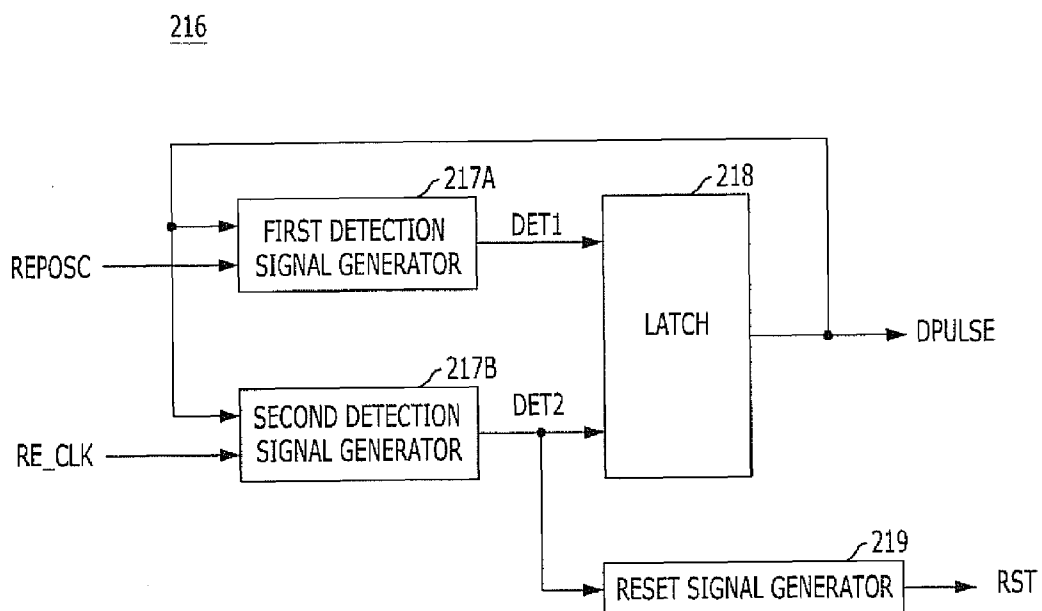 216
217A
FIRST DETECTION
SIGNAL GENERATOR
REPOSC
DET1
218
LATCH
DPULSE
217B
SECOND DETECTION
SIGNAL GENERATOR
RE_CLK
DET2
219
RESET SIGNAL GENERATOR
RST